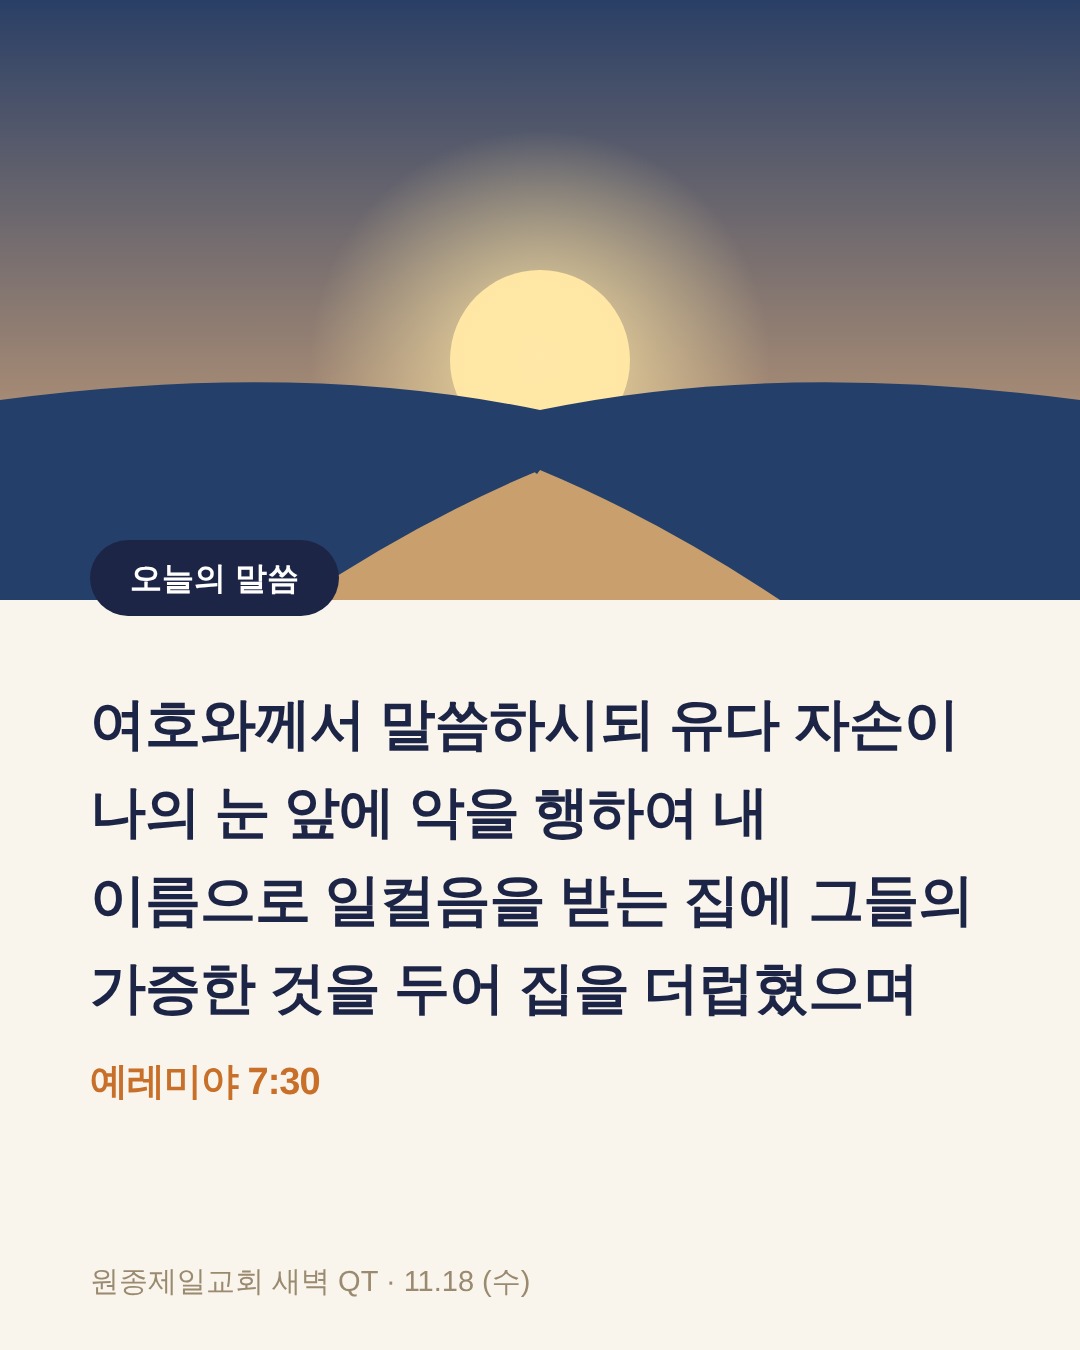 오늘의 말씀
여호와께서 말씀하시되 유다 자손이
나의 눈 앞에 악을 행하여 내
이름으로 일컬음을 받는 집에 그들의
가증한 것을 두어 집을 더럽혔으며
예레미야 7:30
원종제일교회 새벽 QT · 11.18 (수)